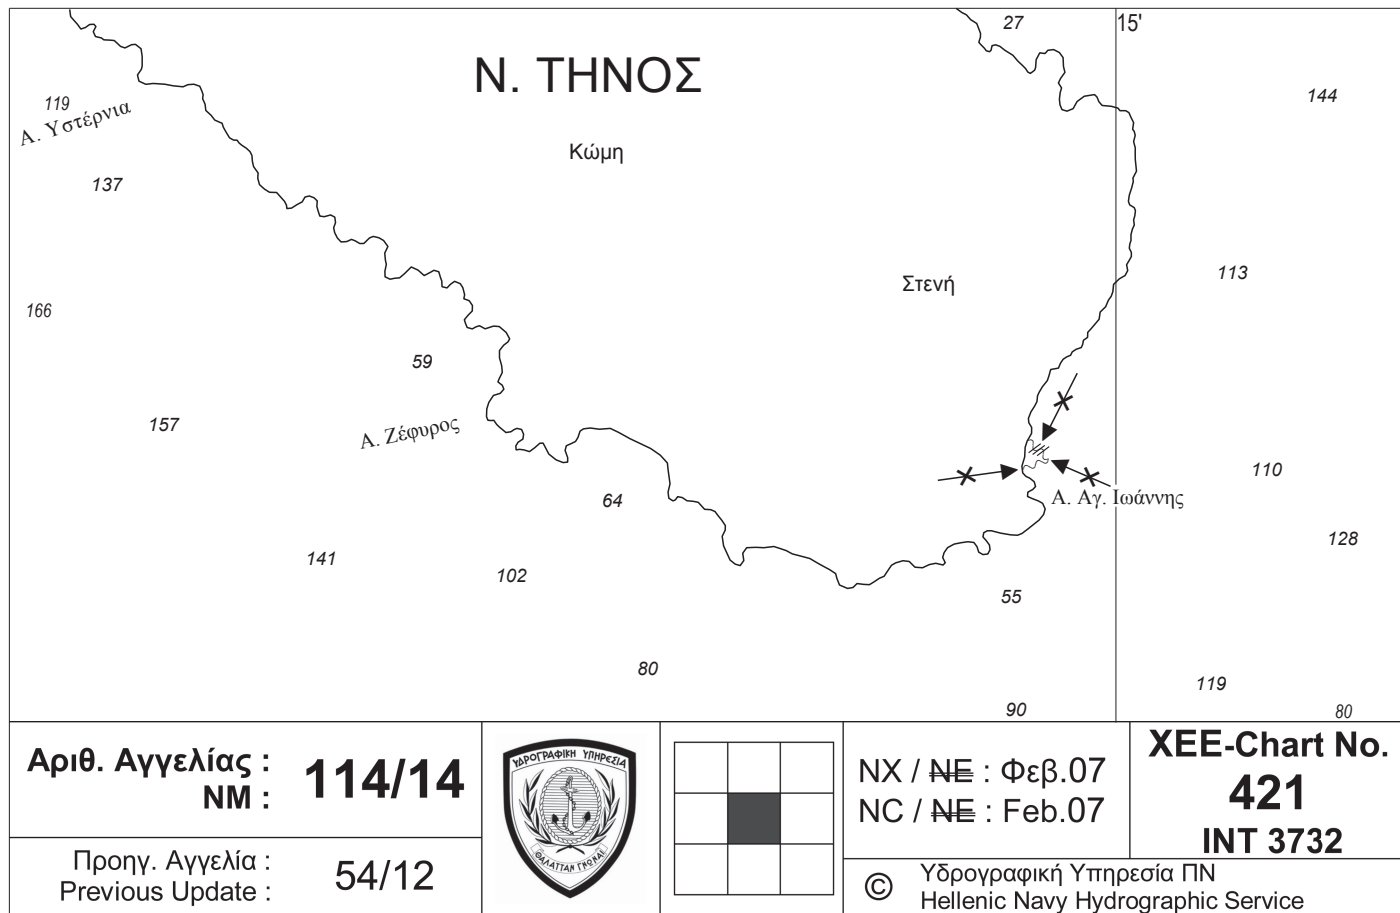 27
15'
Ν. ΤΗΝΟΣ
119
Α. Υστέρνια
144
Κώμη
137
113
Στενή
166
59
157
Α. Ζέφυρος
110
64
Α. Αγ. Ιωάννης
128
141
102
55
80
119
90
80
Αριθ. Αγγελίας :
NM :
114/14
Προηγ. Αγγελία :
Previous Update :
54/12
ΥΔΡΟΓΡΑΦΙΚΗ ΥΠΗΡΕΣΙΑ
ΘΑΛΑΤΤΑΝ ΓΝΩΝΑΙ
ΝΧ / ΝΕ : Φεβ.07
NC / NE : Feb.07
XEE-Chart No.
421
INT 3732
© Υδρογραφική Υπηρεσία ΠΝ
Hellenic Navy Hydrographic Service